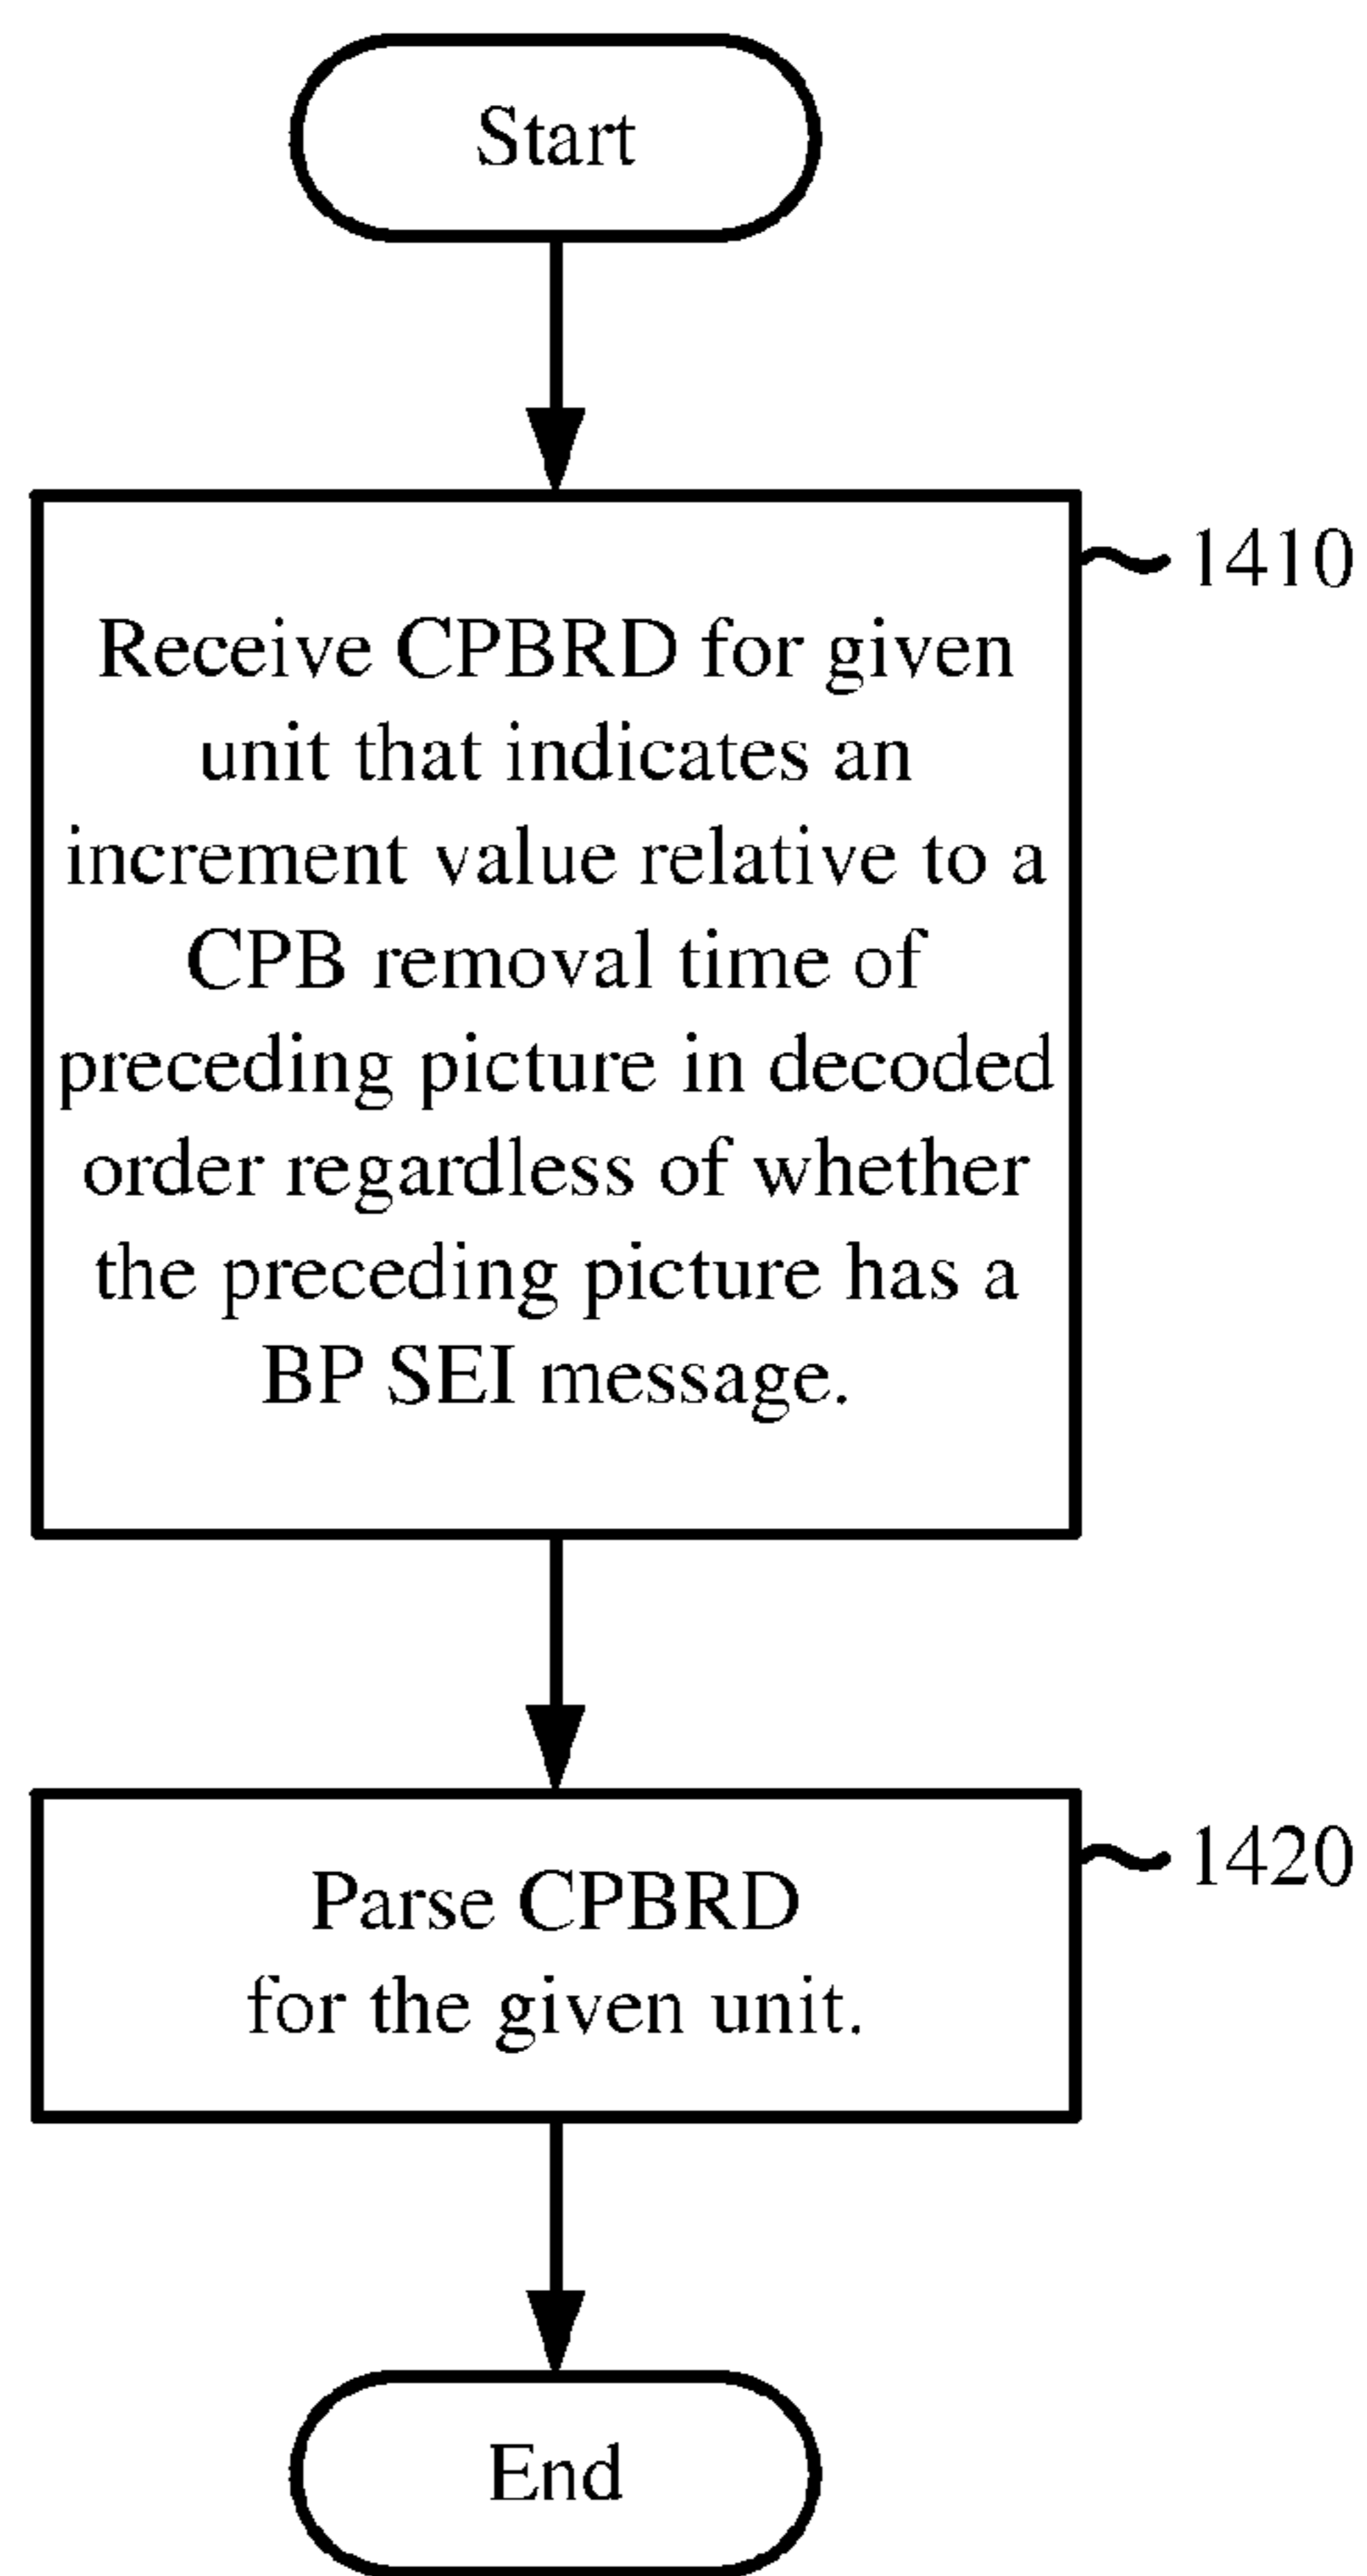 Start
1410
Receive CPBRD for given
unit that indicates an
increment value relative to a
CPB removal time of
preceding picture in decoded
order regardless of whether
the preceding picture has a
BP SEI message.
1420
Parse CPBRD
for the given unit.
End